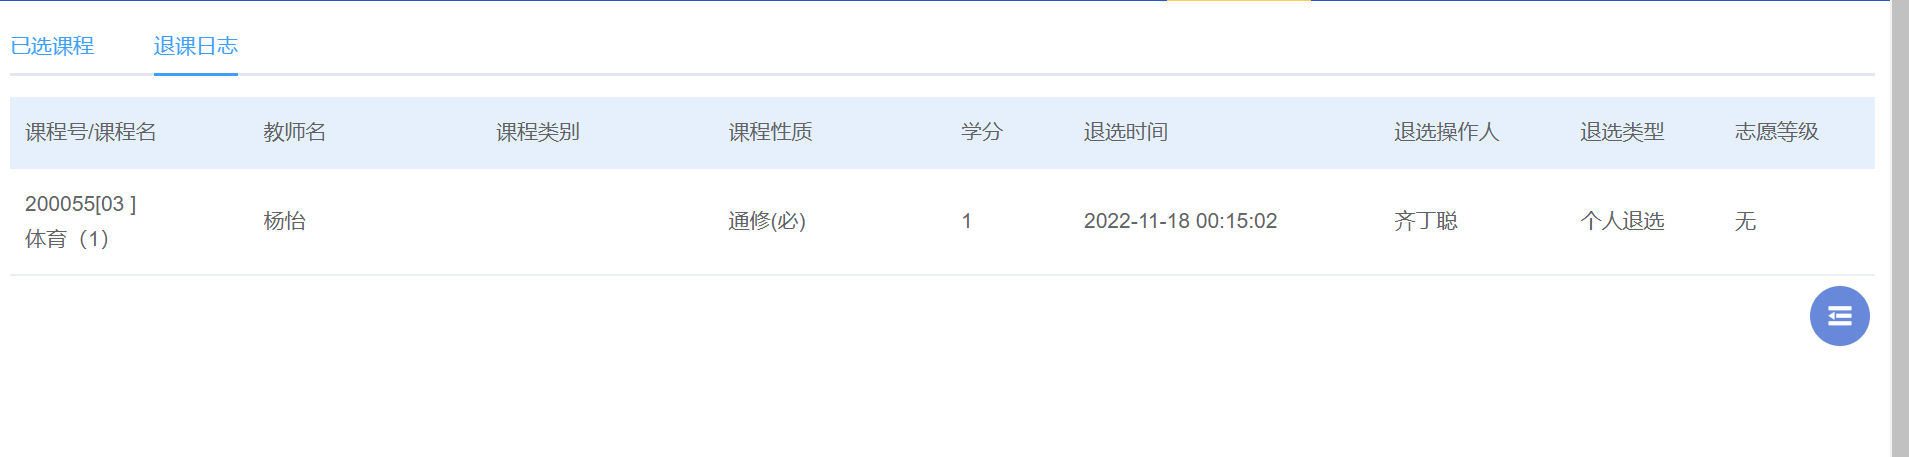 已选课程 退课日志
课程号/课程名 教师名 课程类别 课程性质 学分 退选时间 退选操作人 退选类型 志愿等级
200055[03 ]
体育（1） 杨怡 通修(必) 1 2022-11-18 00:15:02 齐丁聪 个人退选 无